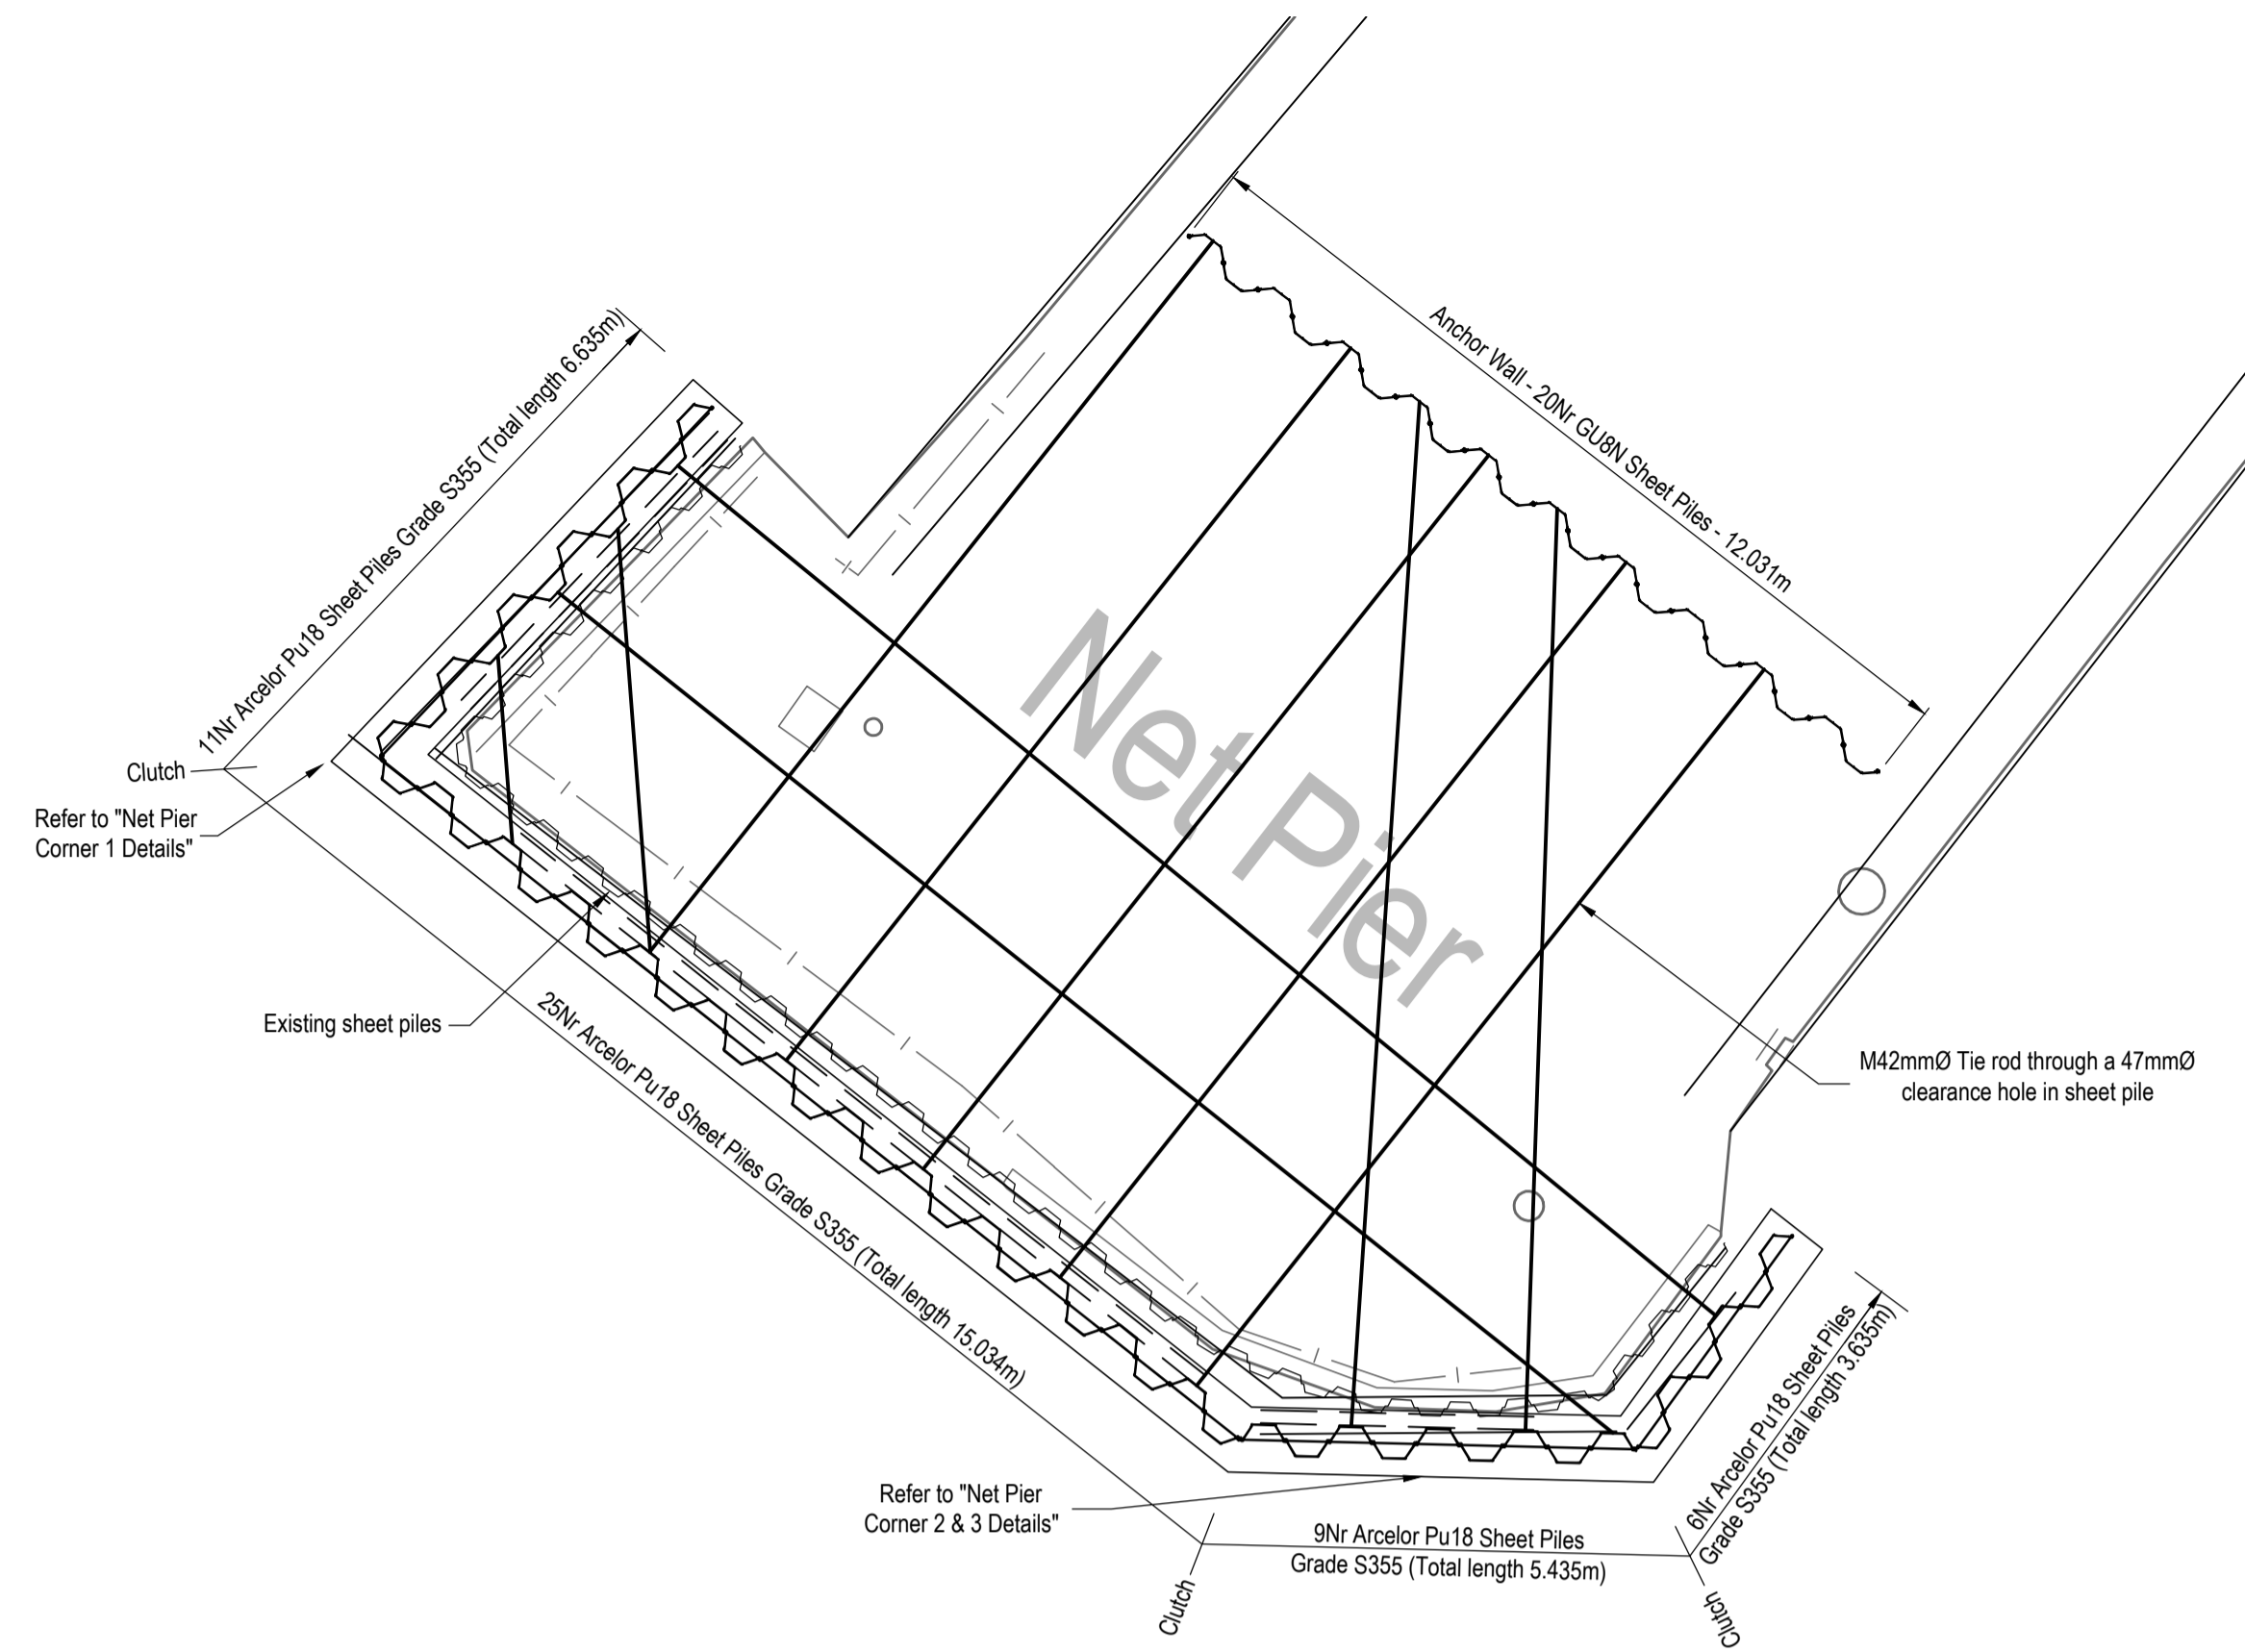 Anchor Wall - 20Nr GU8N Sheet Piles - 12.031m
11Nr Arcelor Pu18 Sheet Piles Grade S355 (Total length 6.635m)
Net Pier
Clutch
Refer to "Net Pier
Corner 1 Details"
Existing sheet piles
25Nr Arcelor Pu18 Sheet Piles Grade S355 (Total length 15.034m)
M42mmØ Tie rod through a 47mmØ
clearance hole in sheet pile
Refer to "Net Pier
Corner 2 & 3 Details"
9Nr Arcelor Pu18 Sheet Piles
Grade S355 (Total length 5.435m)
6Nr Arcelor Pu18 Sheet Piles
Grade S355 (Total length 3.635m)
Clutch
Clutch